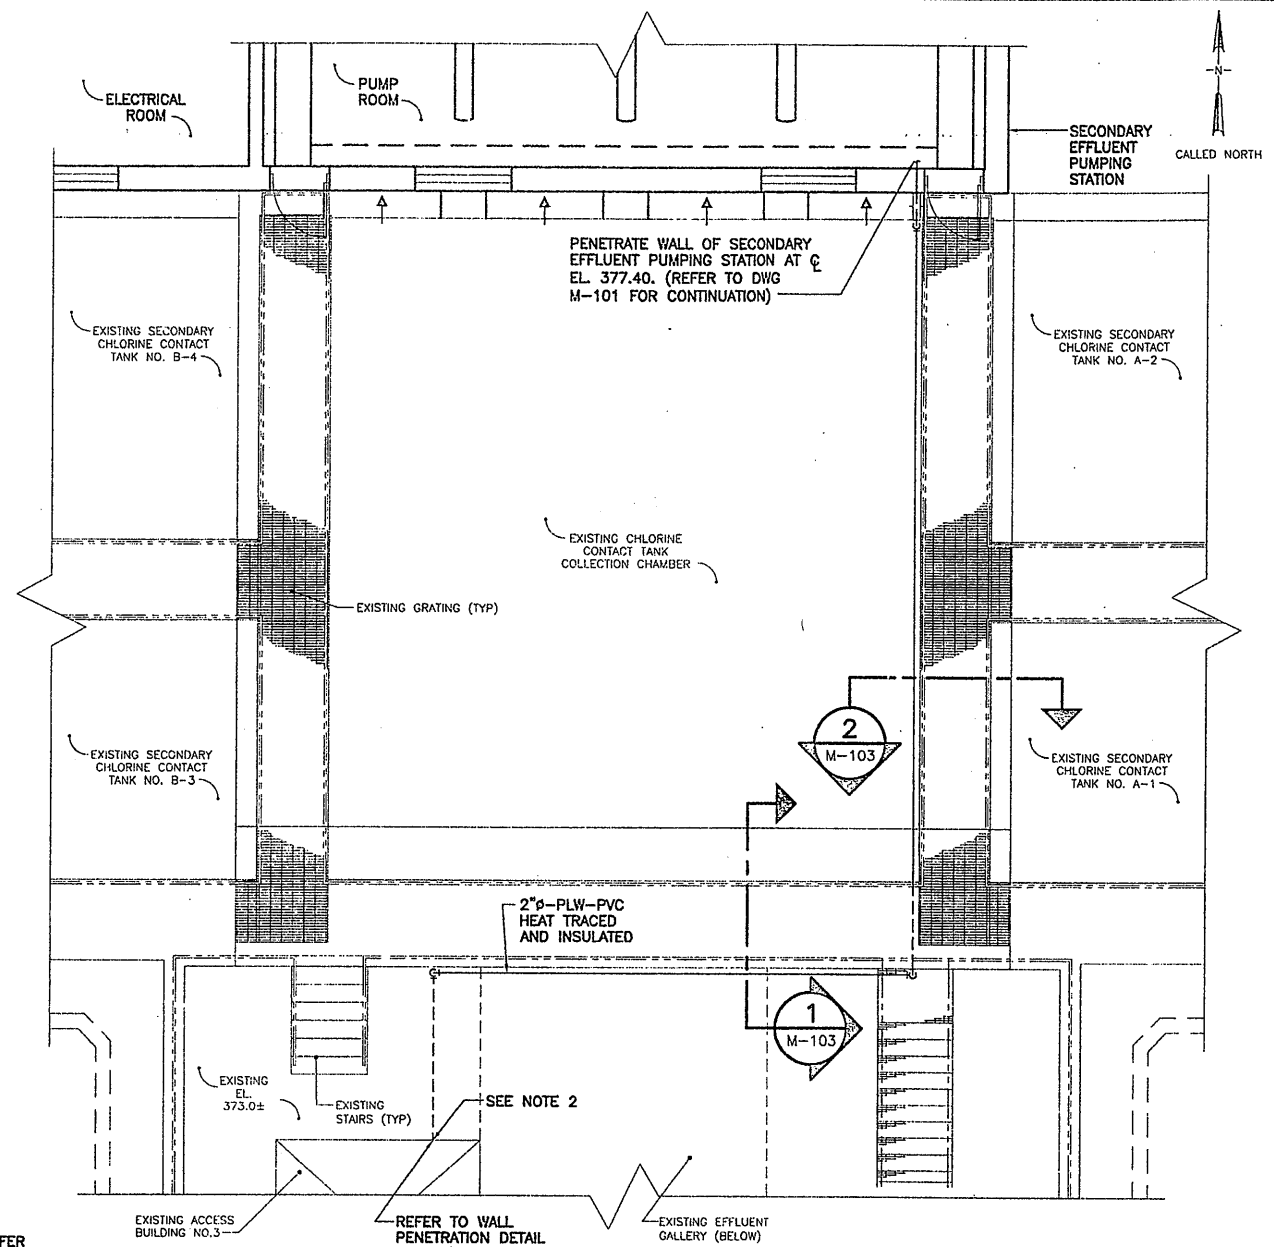 ELECTRICAL
ROOM
PUMP
ROOM
N
CALLED NORTH
SECONDARY
EFFLUENT
PUMPING
STATION
PENETRATE WALL OF SECONDARY
EFFLUENT PUMPING STATION AT ℄
EL. 377.40. (REFER TO DWG
M-101 FOR CONTINUATION)
EXISTING SECONDARY
CHLORINE CONTACT
TANK NO. B-4
EXISTING SECONDARY
CHLORINE CONTACT
TANK NO. A-2
EXISTING CHLORINE
CONTACT TANK
COLLECTION CHAMBER
EXISTING GRATING (TYP)
2
M-103
EXISTING SECONDARY
CHLORINE CONTACT
TANK NO. B-3
EXISTING SECONDARY
CHLORINE CONTACT
TANK NO. A-1
2"ø-PLW-PVC
HEAT TRACED
AND INSULATED
1
M-103
EXISTING
EL.
373.0±
EXISTING
STAIRS (TYP)
SEE NOTE 2
EXISTING ACCESS
BUILDING NO.3
REFER TO WALL
PENETRATION DETAIL
EXISTING EFFLUENT
GALLERY (BELOW)
FER